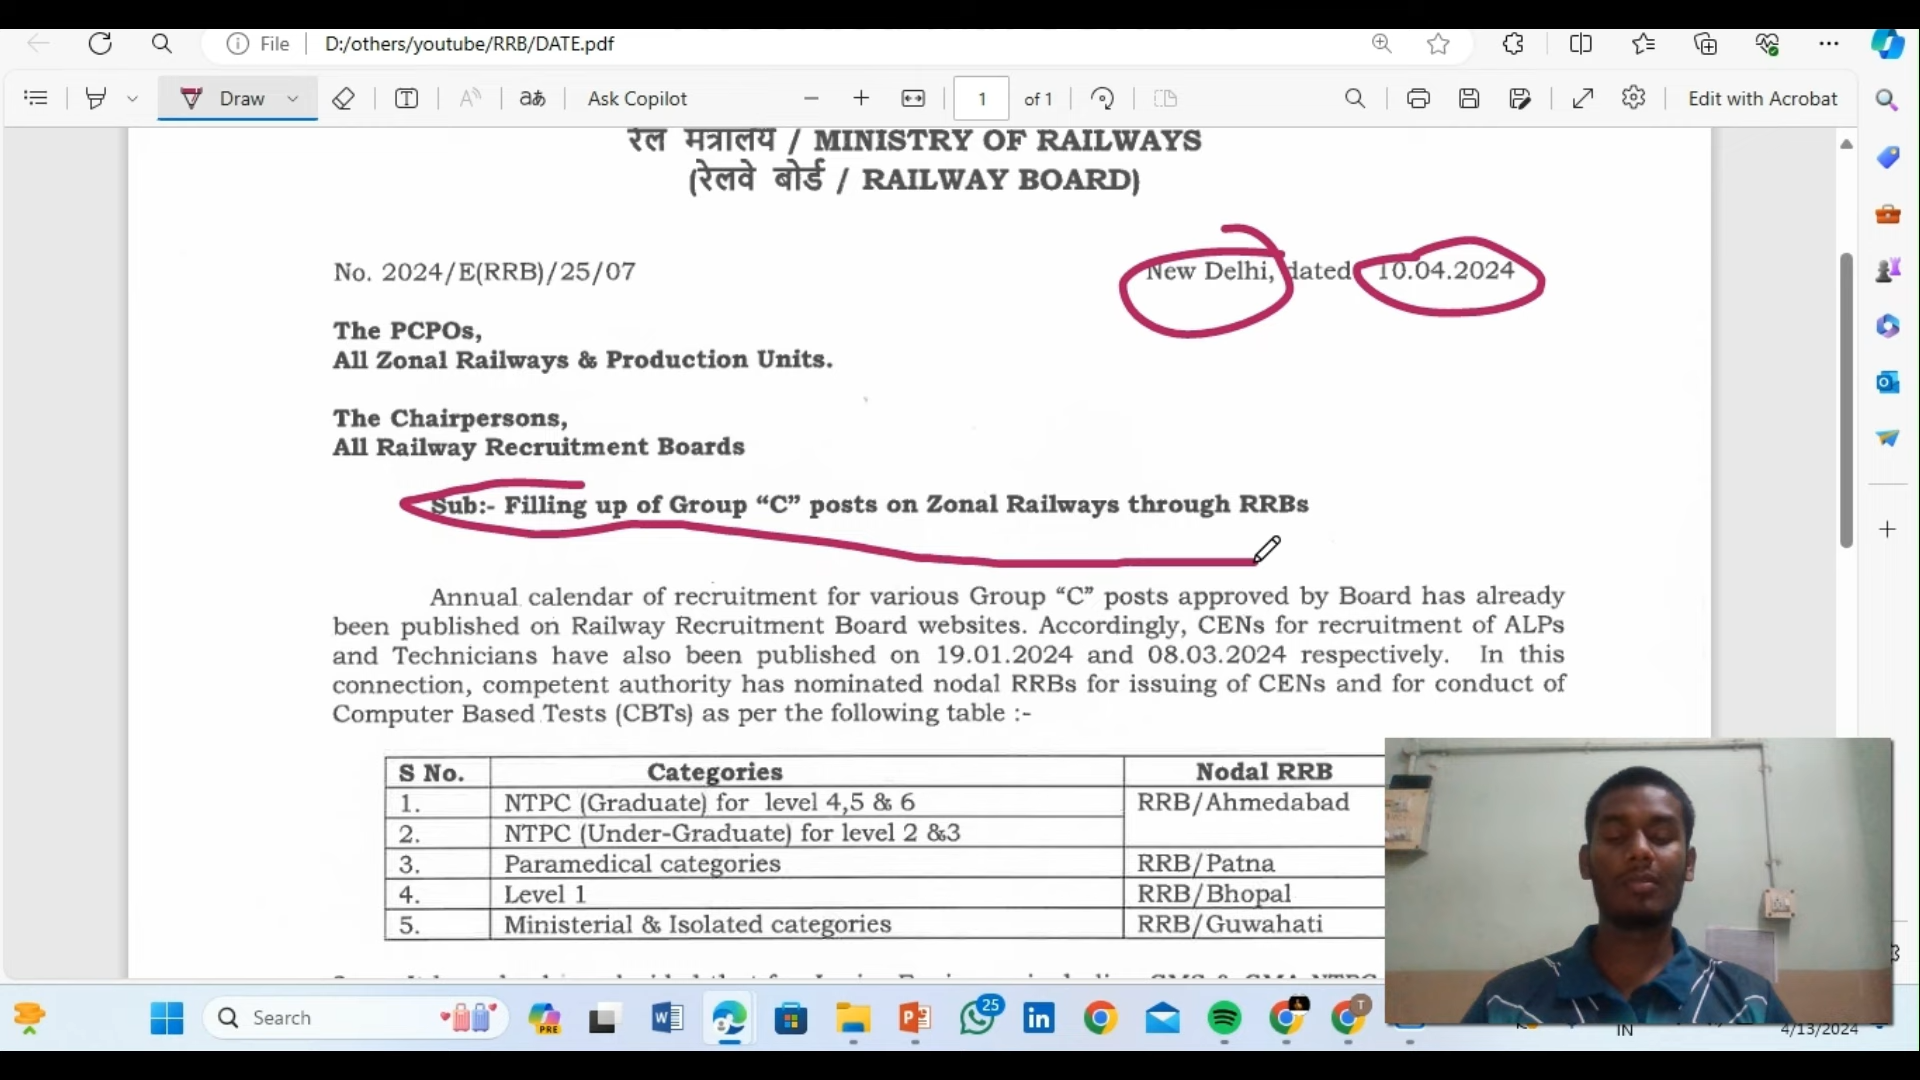 File
D:/others/youtube/RRB/DATE.pdf
Draw
Ask Copilot
1
of 1
Edit with Acrobat
रेल मंत्रालय / MINISTRY OF RAILWAYS
(रेलवे बोर्ड / RAILWAY BOARD)
No. 2024/E(RRB)/25/07
New Delhi, dated 10.04.2024
The PCPOs,
All Zonal Railways & Production Units.
The Chairpersons,
All Railway Recruitment Boards
Sub:- Filling up of Group “C” posts on Zonal Railways through RRBs
Annual calendar of recruitment for various Group “C” posts approved by Board has already
been published on Railway Recruitment Board websites. Accordingly, CENs for recruitment of ALPs
and Technicians have also been published on 19.01.2024 and 08.03.2024 respectively. In this
connection, competent authority has nominated nodal RRBs for issuing of CENs and for conduct of
Computer Based Tests (CBTs) as per the following table :-
S No. Categories Nodal RRB
1. NTPC (Graduate) for level 4,5 & 6 RRB/Ahmedabad
2. NTPC (Under-Graduate) for level 2 &3
3. Paramedical categories RRB/Patna
4. Level 1 RRB/Bhopal
5. Ministerial & Isolated categories RRB/Guwahati
Search
PRE
25
T
IN
4/13/2024